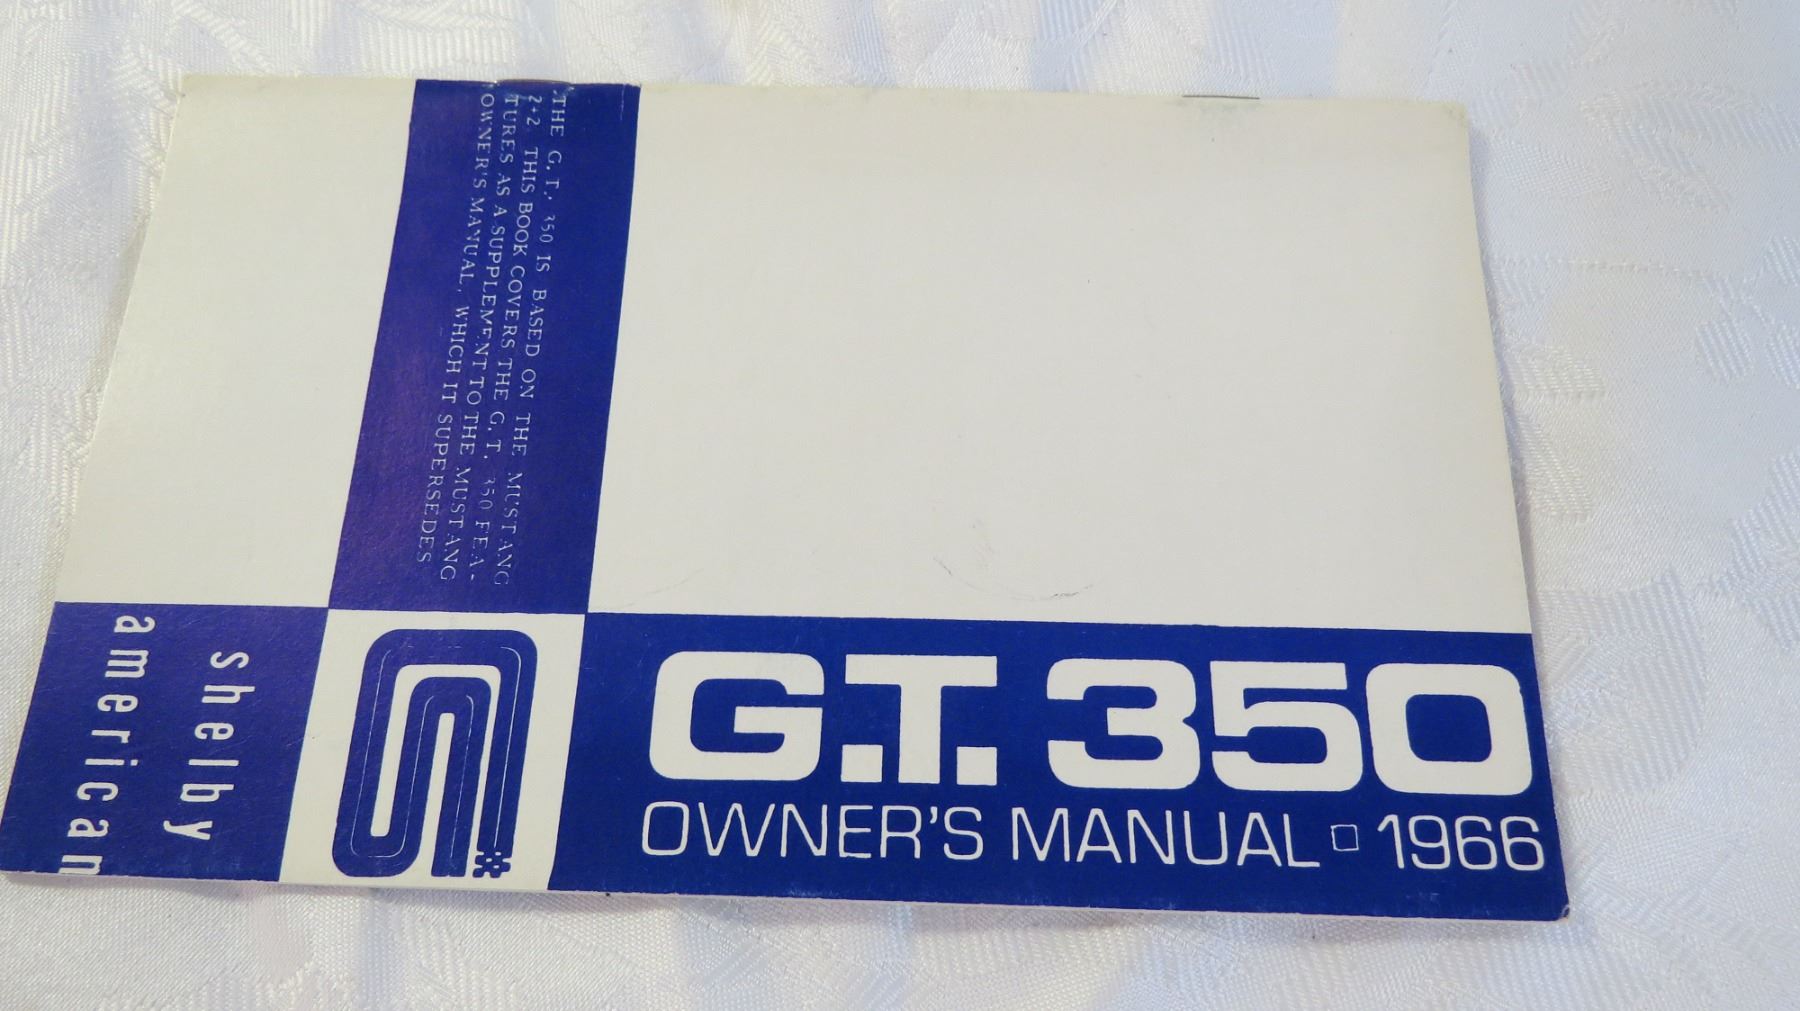 THE G.T. 350 IS BASED ON THE MUSTANG
2+2. THIS BOOK COVERS THE G.T. 350 FEA-
TURES AS A SUPPLEMENT TO THE MUSTANG
OWNER'S MANUAL, WHICH IT SUPERSEDES
shelby
american
G.T. 350
OWNER'S MANUAL □ 1966